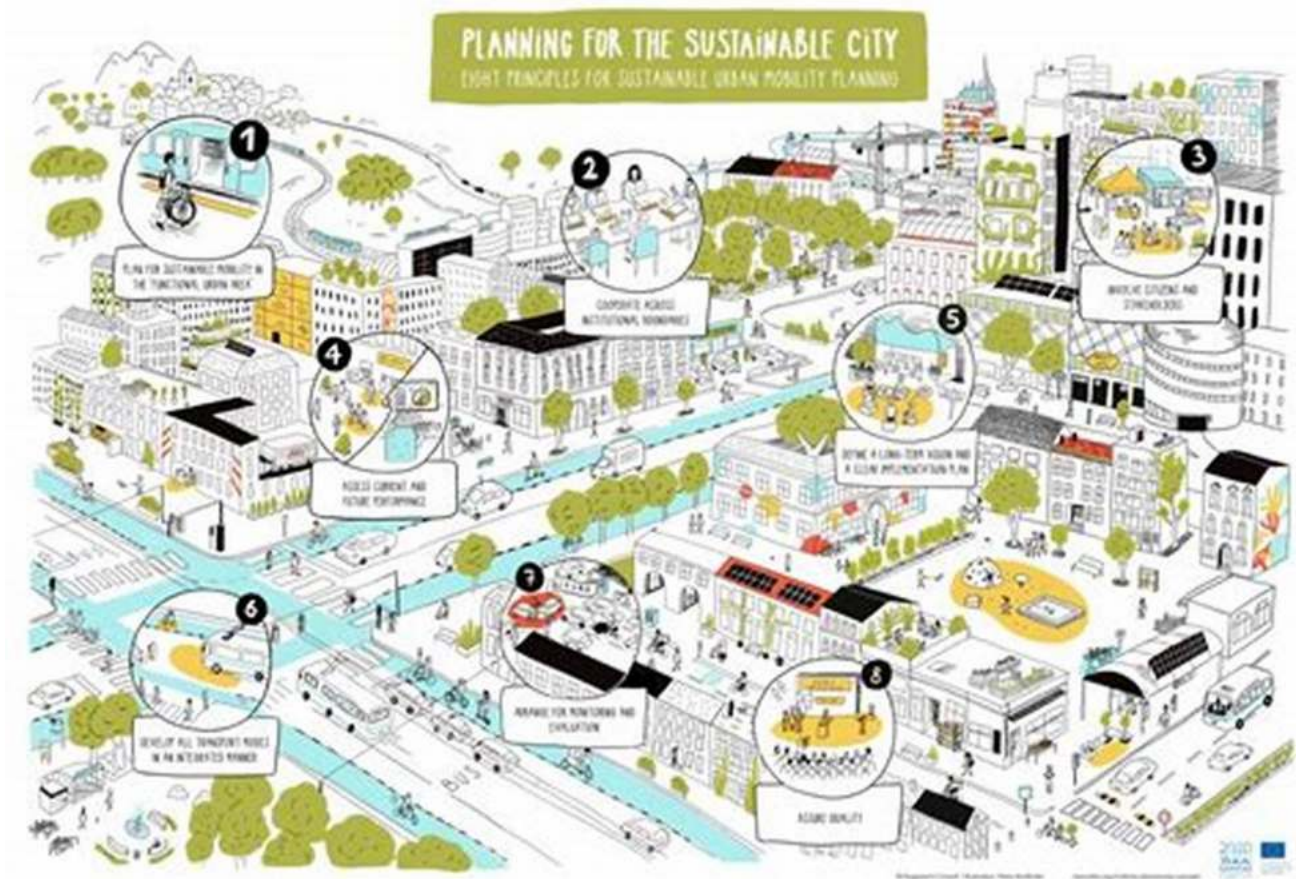 PLANNING FOR THE SUSTAINABLE CITY
EIGHT PRINCIPLES FOR SUSTAINABLE URBAN MOBILITY PLANNING
1
PLAN FOR SUSTAINABLE MOBILITY IN
THE FUNCTIONAL URBAN AREA
2
COOPERATE ACROSS
INSTITUTIONAL BOUNDARIES
3
INVOLVE CITIZENS AND
STAKEHOLDERS
4
ASSESS CURRENT AND
FUTURE PERFORMANCE
5
DEFINE A LONG-TERM VISION AND
A CLEAR IMPLEMENTATION PLAN
6
DEVELOP ALL TRANSPORT MODES
IN AN INTEGRATED MANNER
7
ARRANGE FOR MONITORING AND
EVALUATION
8
ASSURE QUALITY
BUS